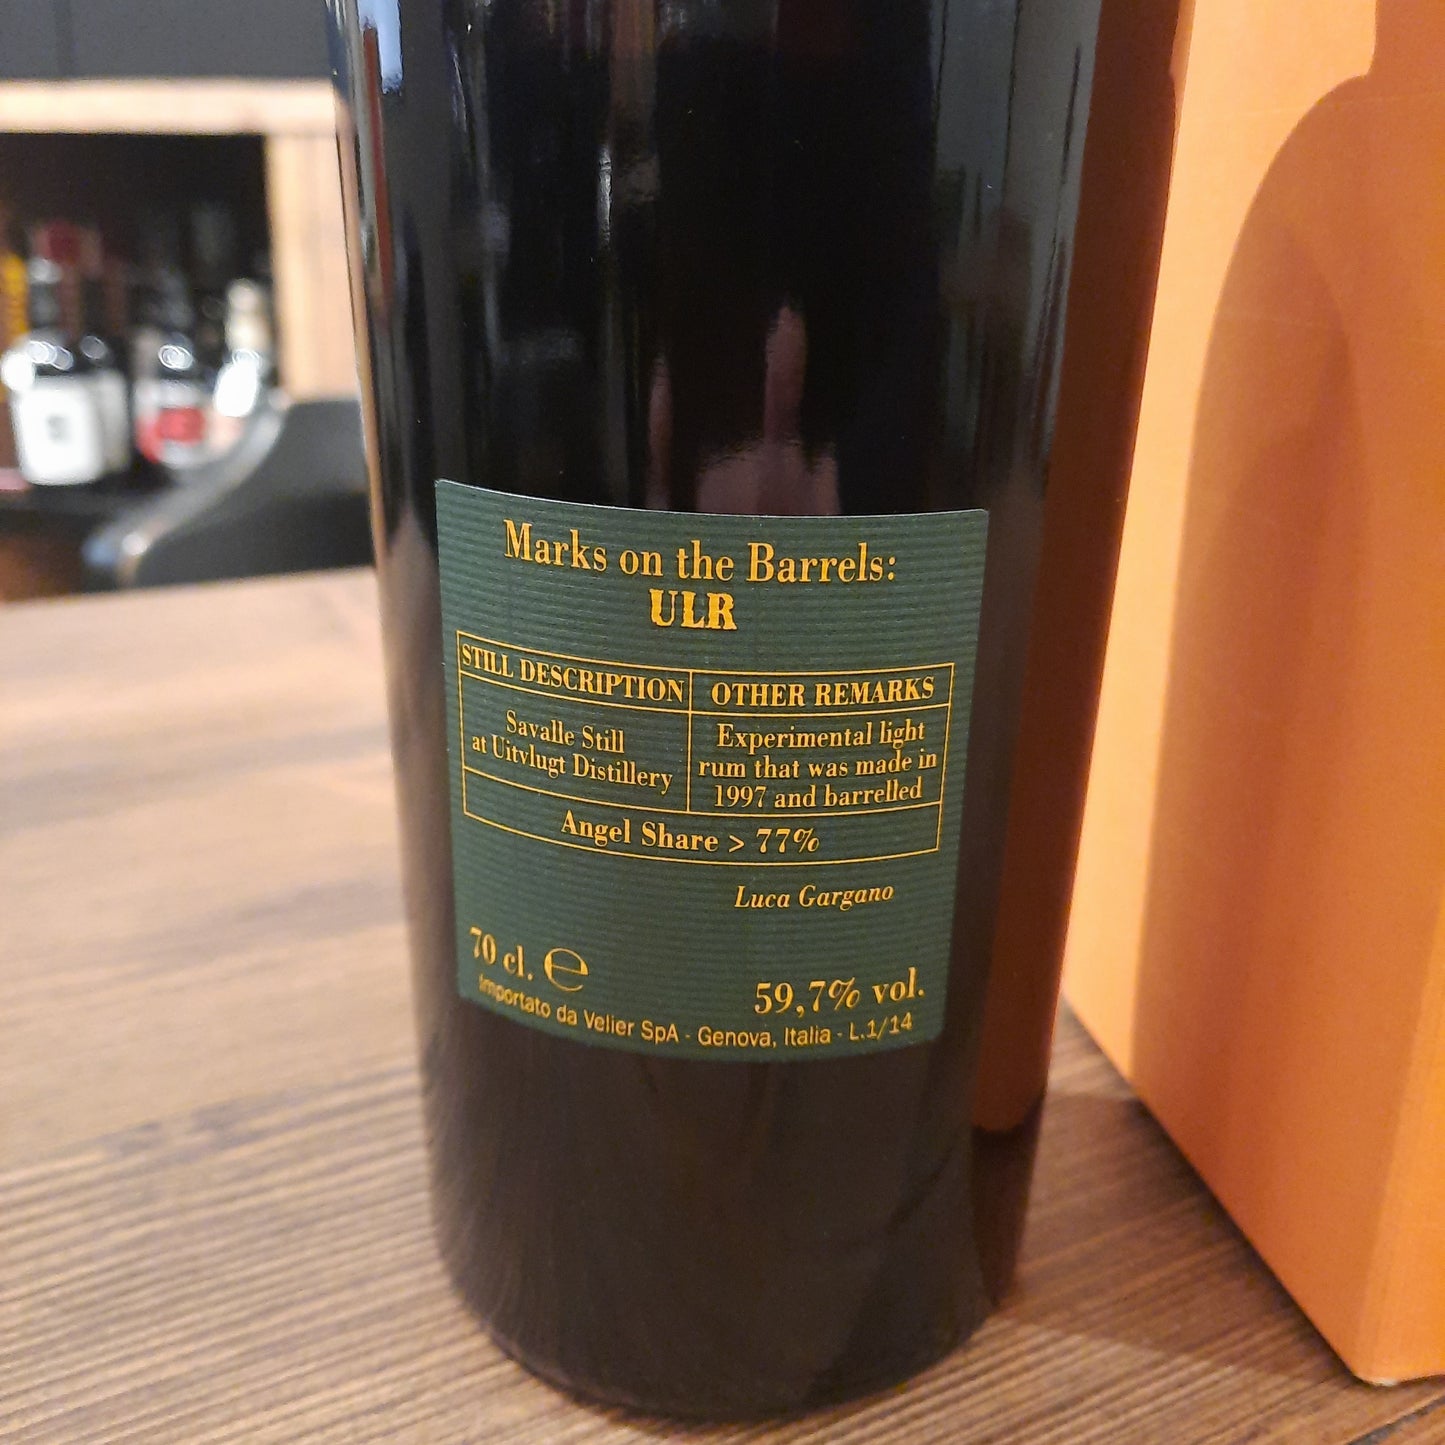 Marks on the Barrels:
ULR
STILL DESCRIPTION
Savalle Still
at Uitvlugt Distillery
OTHER REMARKS
Experimental light
rum that was made in
1997 and barrelled
Angel Share > 77%
Luca Gargano
70 cl. ℮
59,7% vol.
Importato da Velier SpA - Genova, Italia - L.1/14